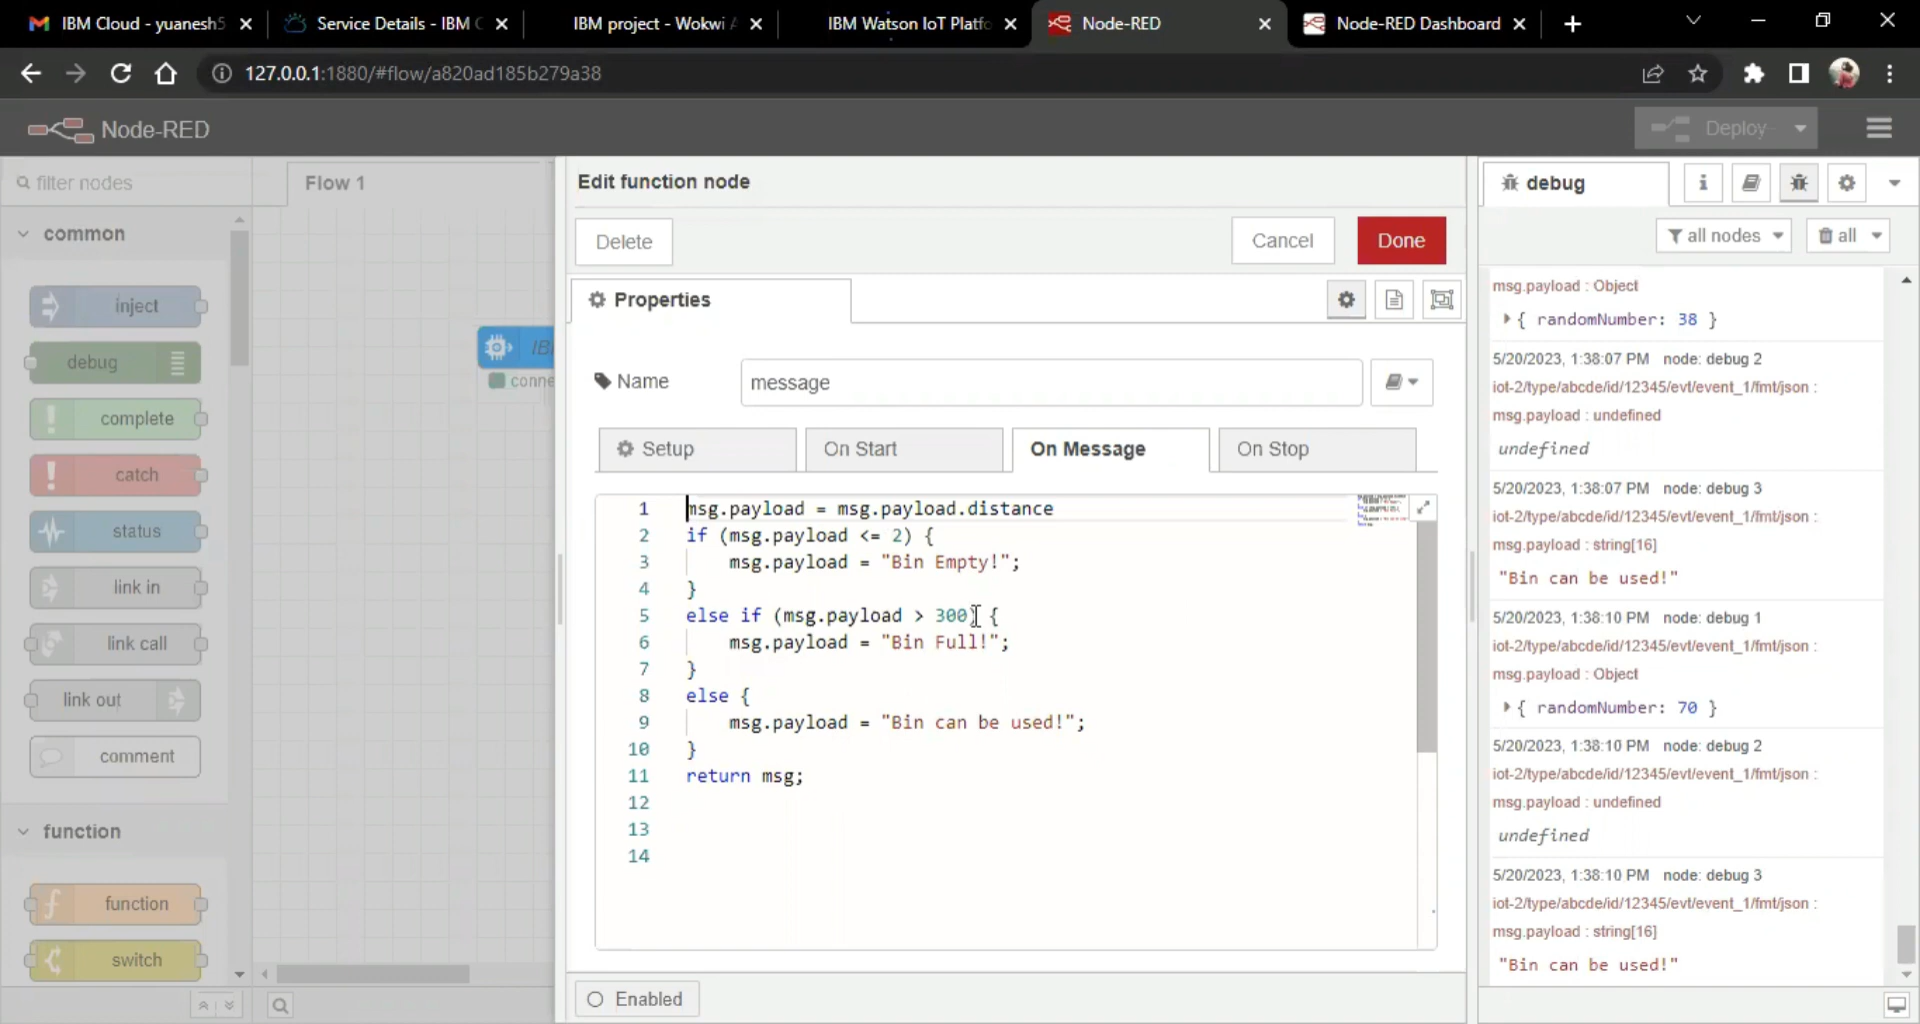 IBM Cloud - yuanesh5
Service Details - IBM C
IBM project - Wokwi A
IBM Watson IoT Platfo
Node-RED
Node-RED Dashboard
127.0.0.1:1880/#flow/a820ad185b279a38
Node-RED
Deploy
filter nodes
Flow 1
common
inject
debug
complete
catch
status
link in
link call
link out
comment
function
function
switch
IB
conne
Edit function node
Delete
Cancel
Done
Properties
Name
message
Setup
On Start
On Message
On Stop
1 msg.payload = msg.payload.distance
2 if (msg.payload <= 2) {
3 msg.payload = "Bin Empty!";
4 }
5 else if (msg.payload > 300) {
6 msg.payload = "Bin Full!";
7 }
8 else {
9 msg.payload = "Bin can be used!";
10 }
11 return msg;
12
13
14
Enabled
debug
all nodes
all
msg.payload : Object
{ randomNumber: 38 }
5/20/2023, 1:38:07 PM node: debug 2
iot-2/type/abcde/id/12345/evt/event_1/fmt/json :
msg.payload : undefined
undefined
5/20/2023, 1:38:07 PM node: debug 3
iot-2/type/abcde/id/12345/evt/event_1/fmt/json :
msg.payload : string[16]
"Bin can be used!"
5/20/2023, 1:38:10 PM node: debug 1
iot-2/type/abcde/id/12345/evt/event_1/fmt/json :
msg.payload : Object
{ randomNumber: 70 }
5/20/2023, 1:38:10 PM node: debug 2
iot-2/type/abcde/id/12345/evt/event_1/fmt/json :
msg.payload : undefined
undefined
5/20/2023, 1:38:10 PM node: debug 3
iot-2/type/abcde/id/12345/evt/event_1/fmt/json :
msg.payload : string[16]
"Bin can be used!"